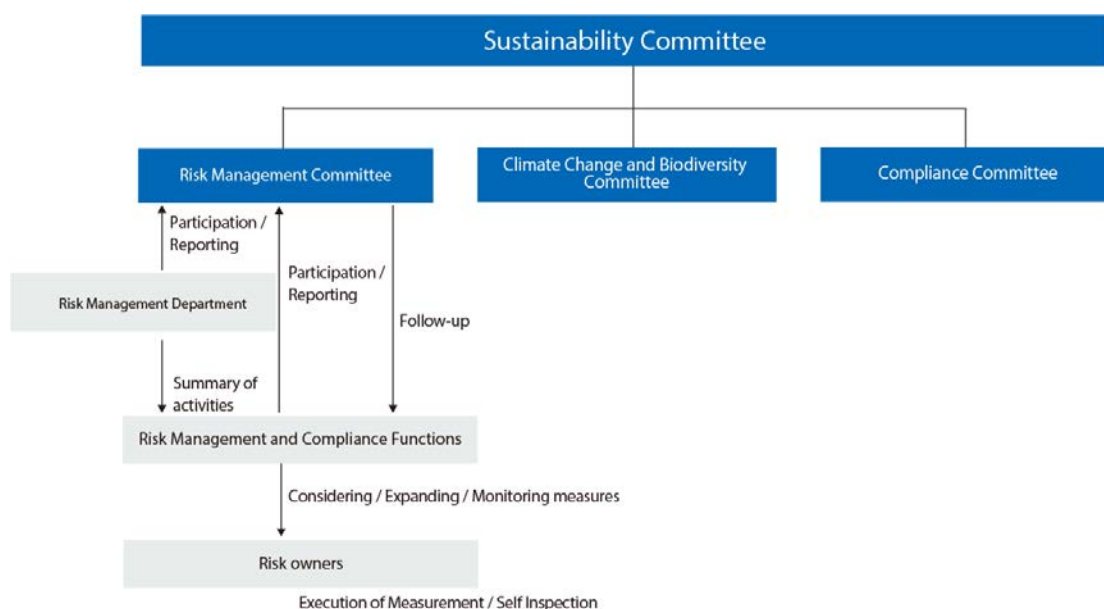 Sustainability Committee
Risk Management Committee
Climate Change and Biodiversity
Committee
Compliance Committee
Participation /
Reporting
Participation /
Reporting
Risk Management Department
Follow-up
Summary of
activities
Risk Management and Compliance Functions
Considering / Expanding / Monitoring measures
Risk owners
Execution of Measurement / Self Inspection